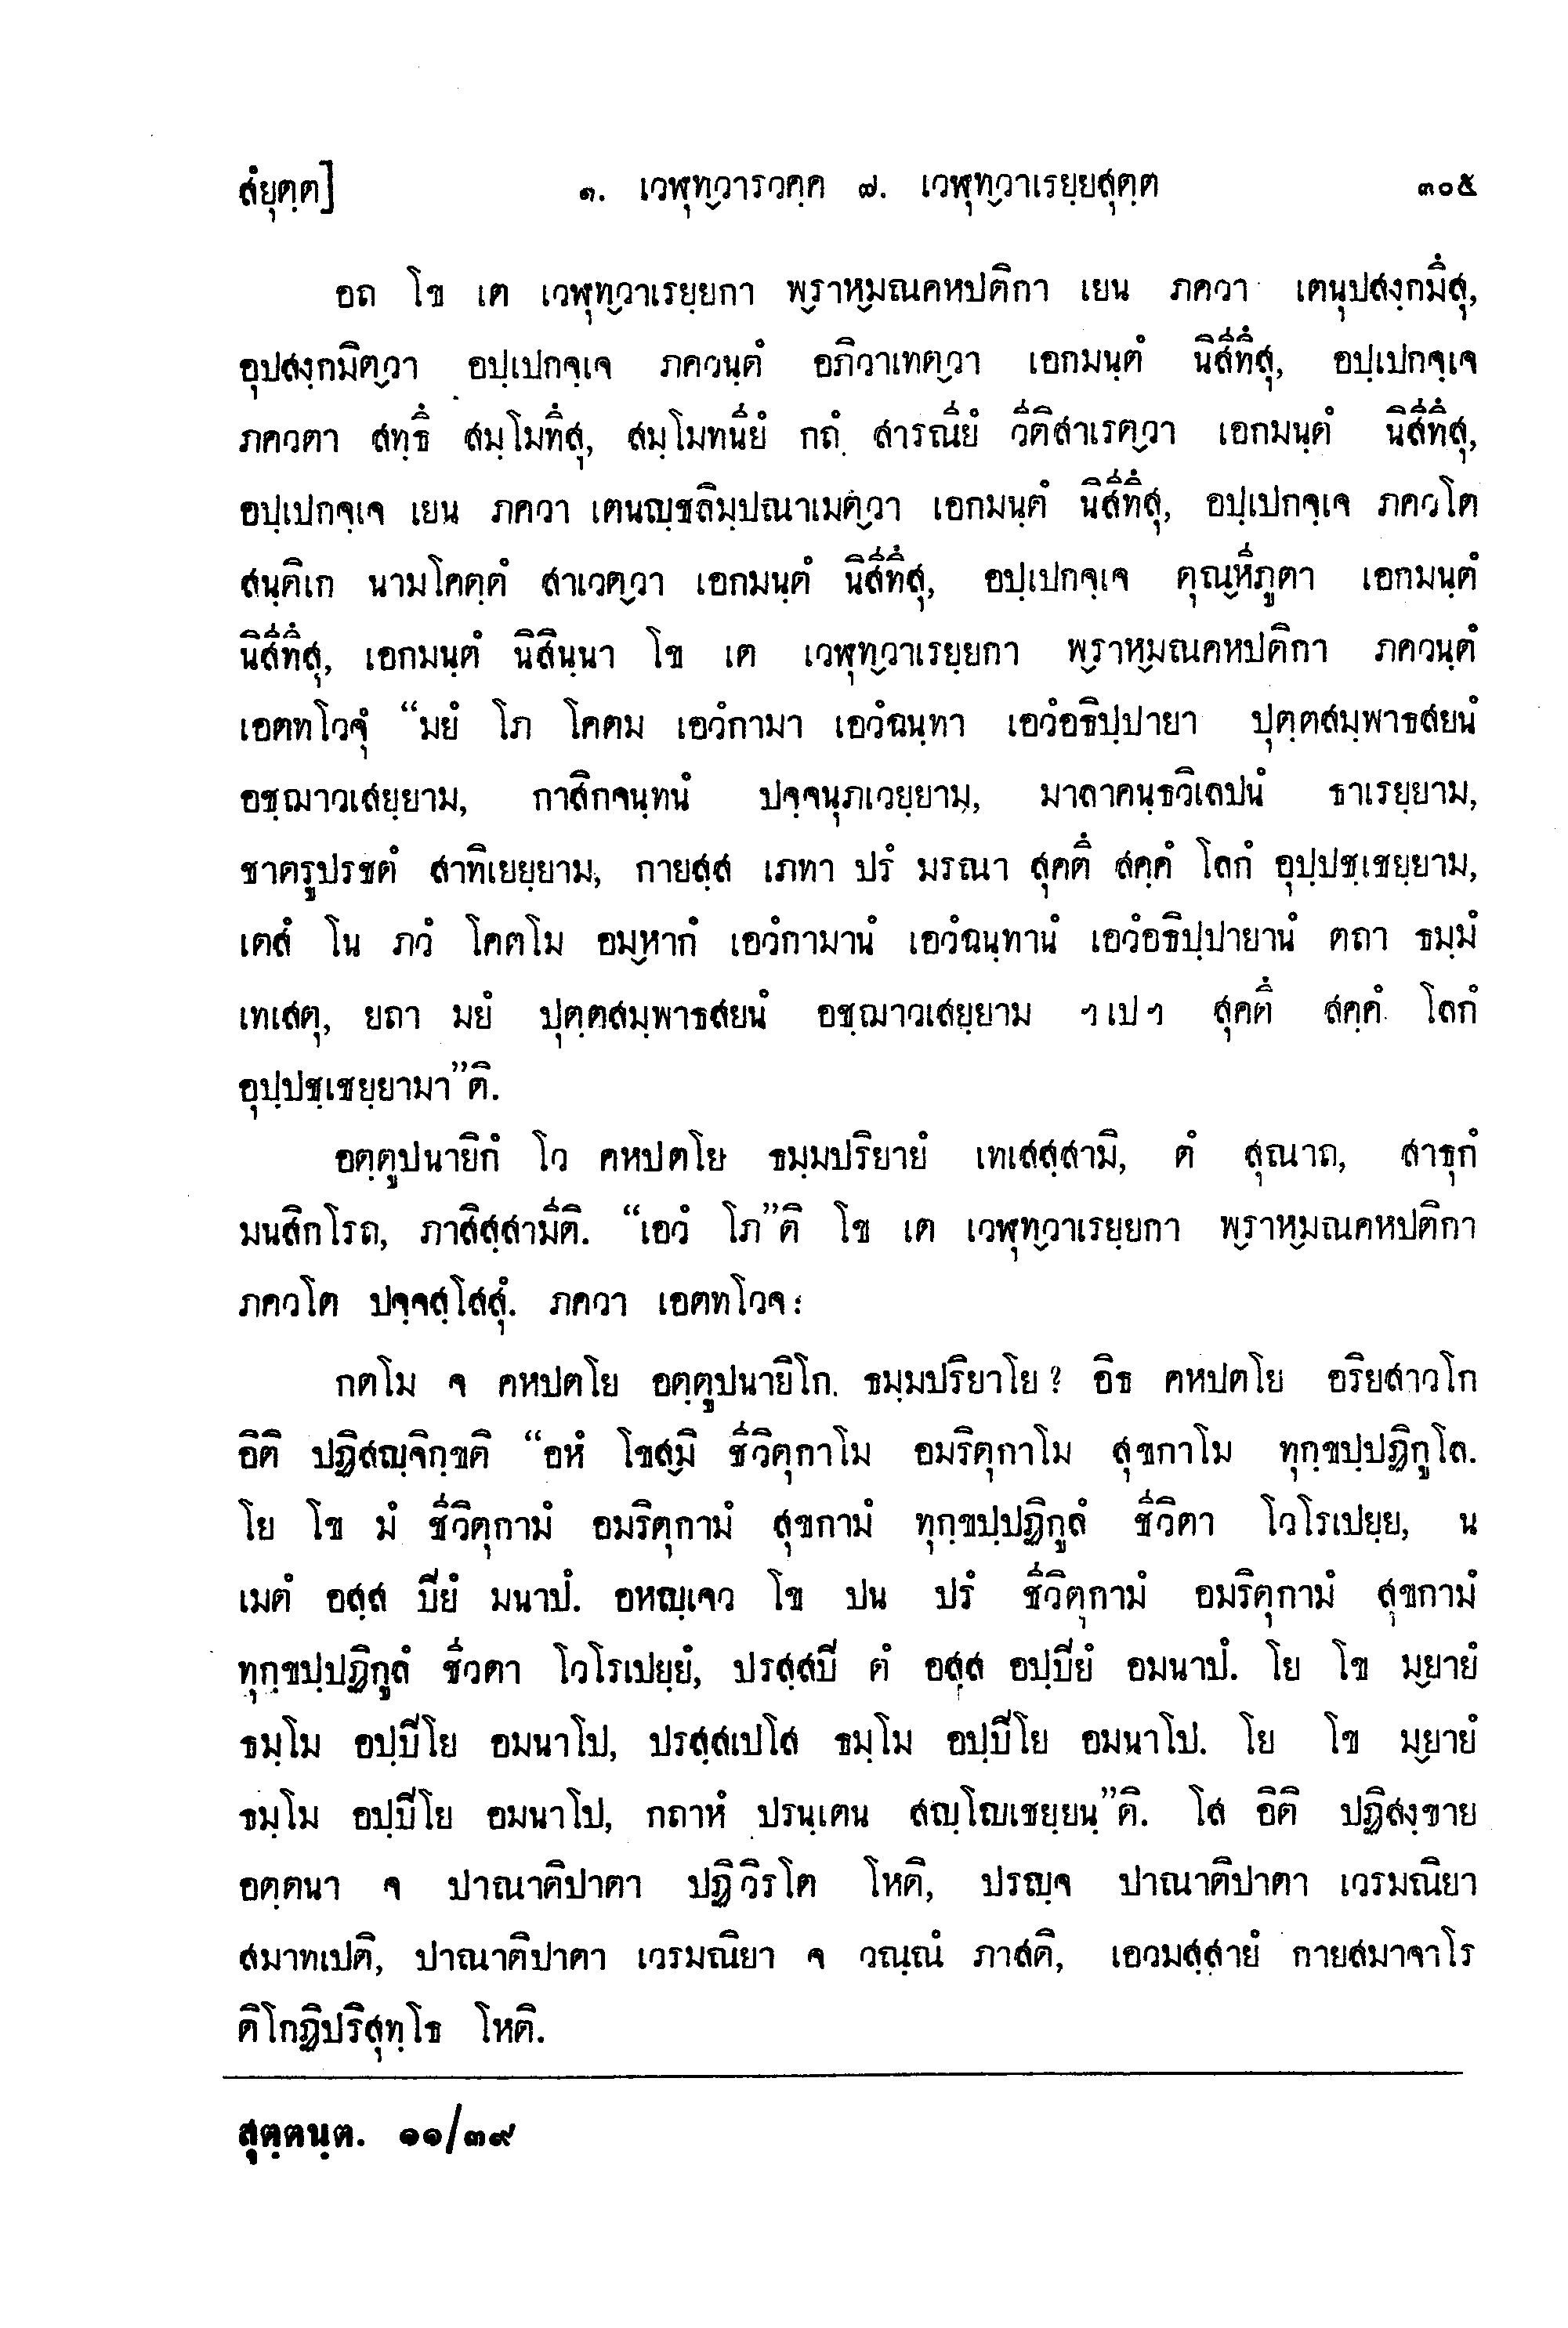 สํยุตฺต]	๑. เวฬุทฺวารวคฺค ๗. เวฬุทฺวาเรยฺยสุตฺต	๓๐๕
อถ โข เต เวฬุทฺวาเรยฺยกา พฺราหฺมณคหปติกา เยน ภควา เตนุปสงฺกมึสุ,
อุปสงฺกมิตฺวา อปฺเปกจฺเจ ภควนฺตํ อภิวาเทตฺวา เอกมนฺตํ นิสีทึสุ, อปฺเปกจฺเจ
ภควตา สทฺธึ สมฺโมทึสุ, สมฺโมทนียํ กถํ สารณียํ วีติสาเรตฺวา เอกมนฺตํ นิสีทึสุ,
อปฺเปกจฺเจ เยน ภควา เตนญฺชลิมฺปณาเมตฺวา เอกมนฺตํ นิสีทึสุ, อปฺเปกจฺเจ ภควโต
สนฺติเก นามโคตฺตํ สาเวตฺวา เอกมนฺตํ นิสีทึสุ, อปฺเปกจฺเจ ตุณฺหีภูตา เอกมนฺตํ
นิสีทึสุ, เอกมนฺตํ นิสินฺนา โข เต เวฬุทฺวาเรยฺยกา พฺราหฺมณคหปติกา ภควนฺตํ
เอตทโวจุํ “มยํ โภ โคตม เอวํกามา เอวํฉนฺทา เอวํอธิปฺปายา ปุตฺตสมฺพาธสยนํ
อชฺฌาวเสยฺยาม, กาสิกจนฺทนํ ปจฺจนุภเวยฺยาม, มาลาคนฺธวิเลปนํ ธาเรยฺยาม,
ชาตรูปรชตํ สาทิเยยฺยาม, กายสฺส เภทา ปรํ มรณา สุคตึ สคฺคํ โลกํ อุปฺปชฺเชยฺยาม,
เตสํ โน ภวํ โคตโม อมฺหากํ เอวํกามานํ เอวํฉนฺทานํ เอวํอธิปฺปายานํ ตถา ธมฺมํ
เทเสตุ, ยถา มยํ ปุตฺตสมฺพาธสยนํ อชฺฌาวเสยฺยาม ฯเปฯ สุคตึ สคฺคํ โลกํ
อุปฺปชฺเชยฺยามา”ติ.
อตฺตูปนายิกํ โว คหปตโย ธมฺมปริยายํ เทเสสฺสามิ, ตํ สุณาถ, สาธุกํ
มนสิกโรถ, ภาสิสฺสามีติ. “เอวํ โภ”ติ โข เต เวฬุทฺวาเรยฺยกา พฺราหฺมณคหปติกา
ภควโต ปจฺจสฺโสสุํ. ภควา เอตทโวจ:
กตโม จ คหปตโย อตฺตูปนายิโก ธมฺมปริยาโย? อิธ คหปตโย อริยสาวโก
อิติ ปฏิสญฺจิกฺขติ “อหํ โขสฺมิ ชีวิตุกาโม อมริตุกาโม สุขกาโม ทุกฺขปฺปฏิกูโล.
โย โข มํ ชีวิตุกามํ อมริตุกามํ สุขกามํ ทุกฺขปฺปฏิกูลํ ชีวิตา โวโรเปยฺย, น
เมตํ อสฺส ปิยํ มนาปํ. อหญฺเจว โข ปน ปรํ ชีวิตุกามํ อมริตุกามํ สุขกามํ
ทุกฺขปฺปฏิกูลํ ชีวตา โวโรเปยฺยํ, ปรสฺสปิ ตํ อสฺส อปฺปิยํ อมนาปํ. โย โข มฺยายํ
ธมฺโม อปฺปิโย อมนาโป, ปรสฺสเปโส ธมฺโม อปฺปิโย อมนาโป. โย โข มฺยายํ
ธมฺโม อปฺปิโย อมนาโป, กถาหํ ปรนฺเตน สญฺโญเชยฺยนฺ”ติ. โส อิติ ปฏิสงฺขาย
อตฺตนา จ ปาณาติปาตา ปฏิวิรโต โหติ, ปรญฺจ ปาณาติปาตา เวรมณิยา
สมาทเปติ, ปาณาติปาตา เวรมณิยา จ วณฺณํ ภาสติ, เอวมสฺสายํ กายสมาจาโร
ติโกฏิปริสุทฺโธ โหติ.
สุตฺตนฺต. ๑๑/๓๙